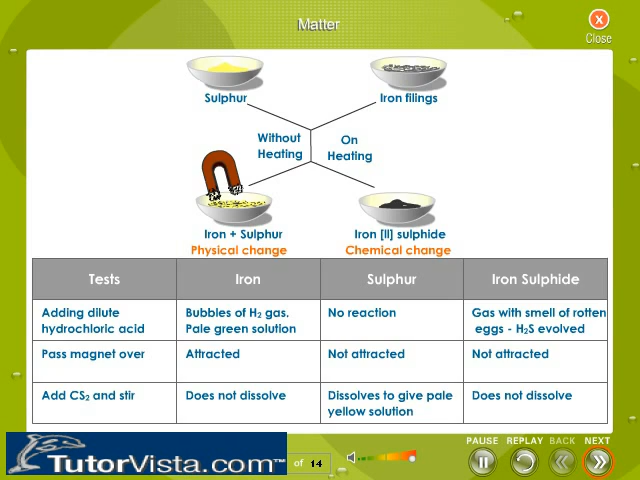 Matter
Close
Sulphur
Iron filings
Without
Heating
On
Heating
Iron + Sulphur
Physical change
Iron [II] sulphide
Chemical change
Tests Iron Sulphur Iron Sulphide
Adding dilute
hydrochloric acid
Bubbles of H₂ gas.
Pale green solution
No reaction
Gas with smell of rotten
eggs - H₂S evolved
Pass magnet over Attracted Not attracted Not attracted
Add CS₂ and stir
Does not dissolve
Dissolves to give pale
yellow solution
Does not dissolve
TutorVista.com™
of 14
PAUSE REPLAY BACK NEXT